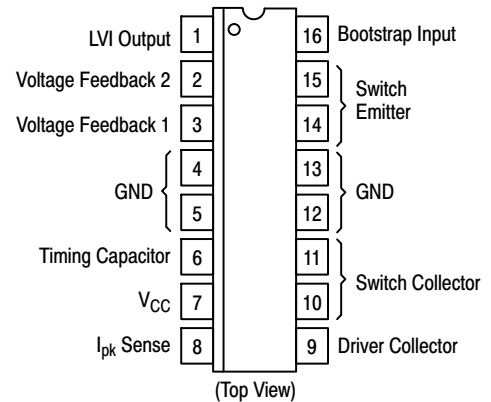 LVI Output 1 16 Bootstrap Input
Voltage Feedback 2 2 15 Switch
Emitter
Voltage Feedback 1 3 14
4 13
GND GND
5 12
Timing Capacitor 6 11
Switch Collector
VCC 7 10
Ipk Sense 8 9 Driver Collector
(Top View)